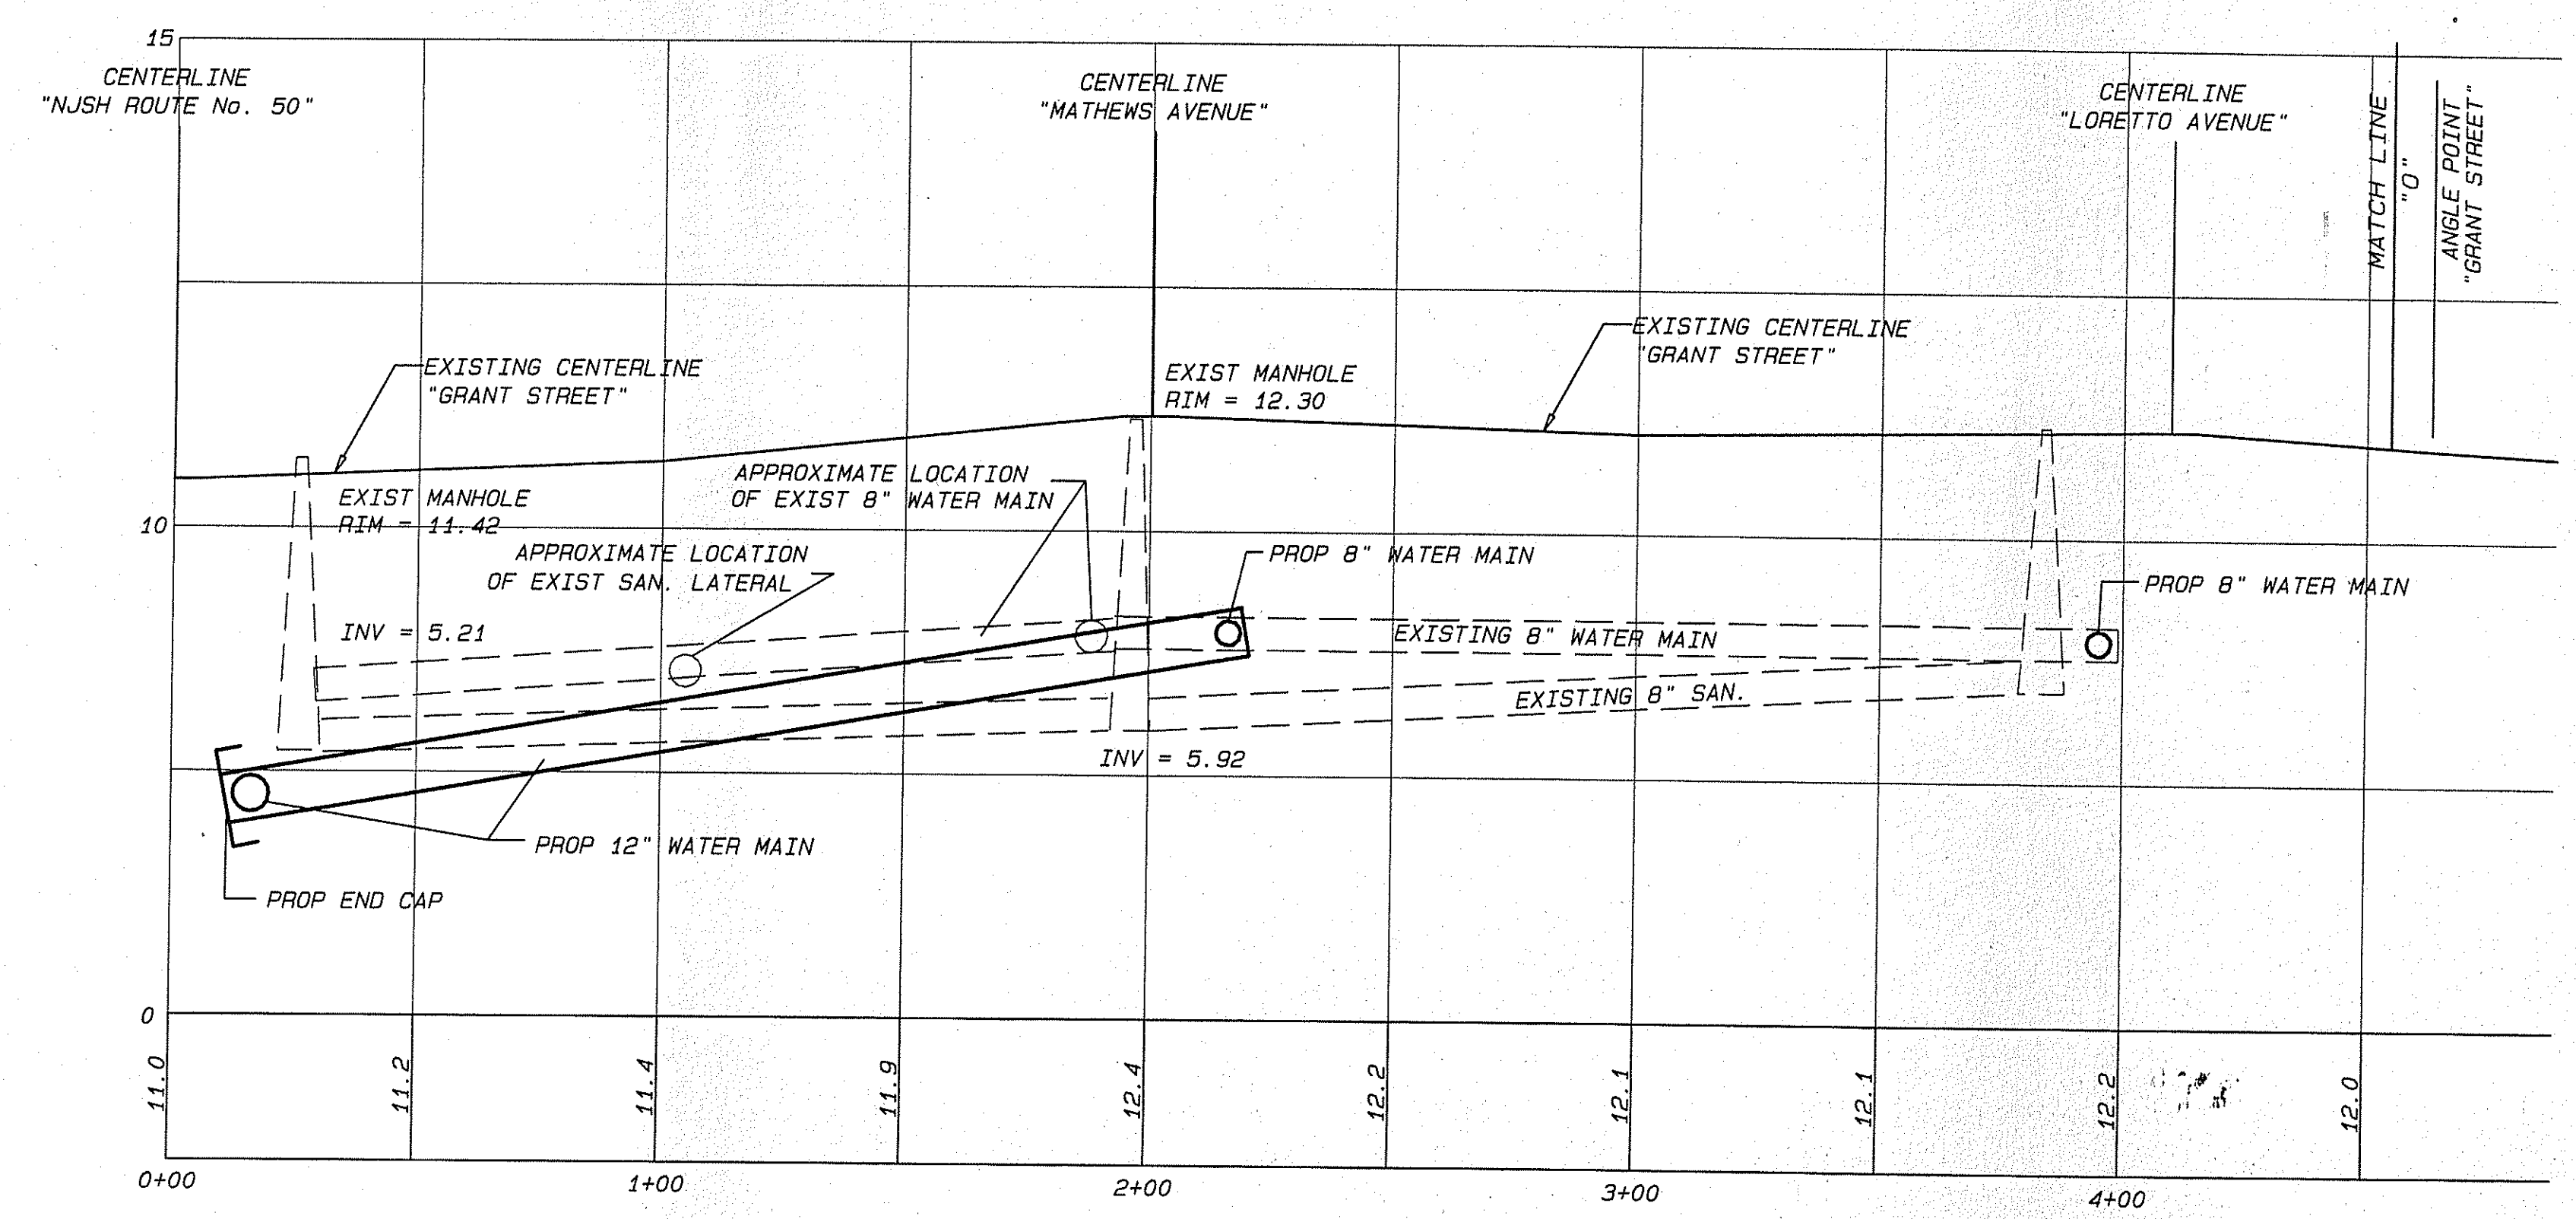 15
CENTERLINE
"NJSH ROUTE No. 50"
CENTERLINE
"MATHEWS AVENUE"
CENTERLINE
"LORETTO AVENUE"
MATCH LINE
"O"
ANGLE POINT
"GRANT STREET"
EXISTING CENTERLINE
"GRANT STREET"
EXIST MANHOLE
RIM = 12.30
EXISTING CENTERLINE
"GRANT STREET"
EXIST MANHOLE
RIM = 11.42
APPROXIMATE LOCATION
OF EXIST 8" WATER MAIN
10
APPROXIMATE LOCATION
OF EXIST SAN. LATERAL
PROP 8" WATER MAIN
PROP 8" WATER MAIN
INV = 5.21
EXISTING 8" WATER MAIN
EXISTING 8" SAN.
INV = 5.92
PROP 12" WATER MAIN
PROP END CAP
0
11.0
11.2
11.4
11.9
12.4
12.2
12.1
12.1
12.2
12.0
0+00
1+00
2+00
3+00
4+00